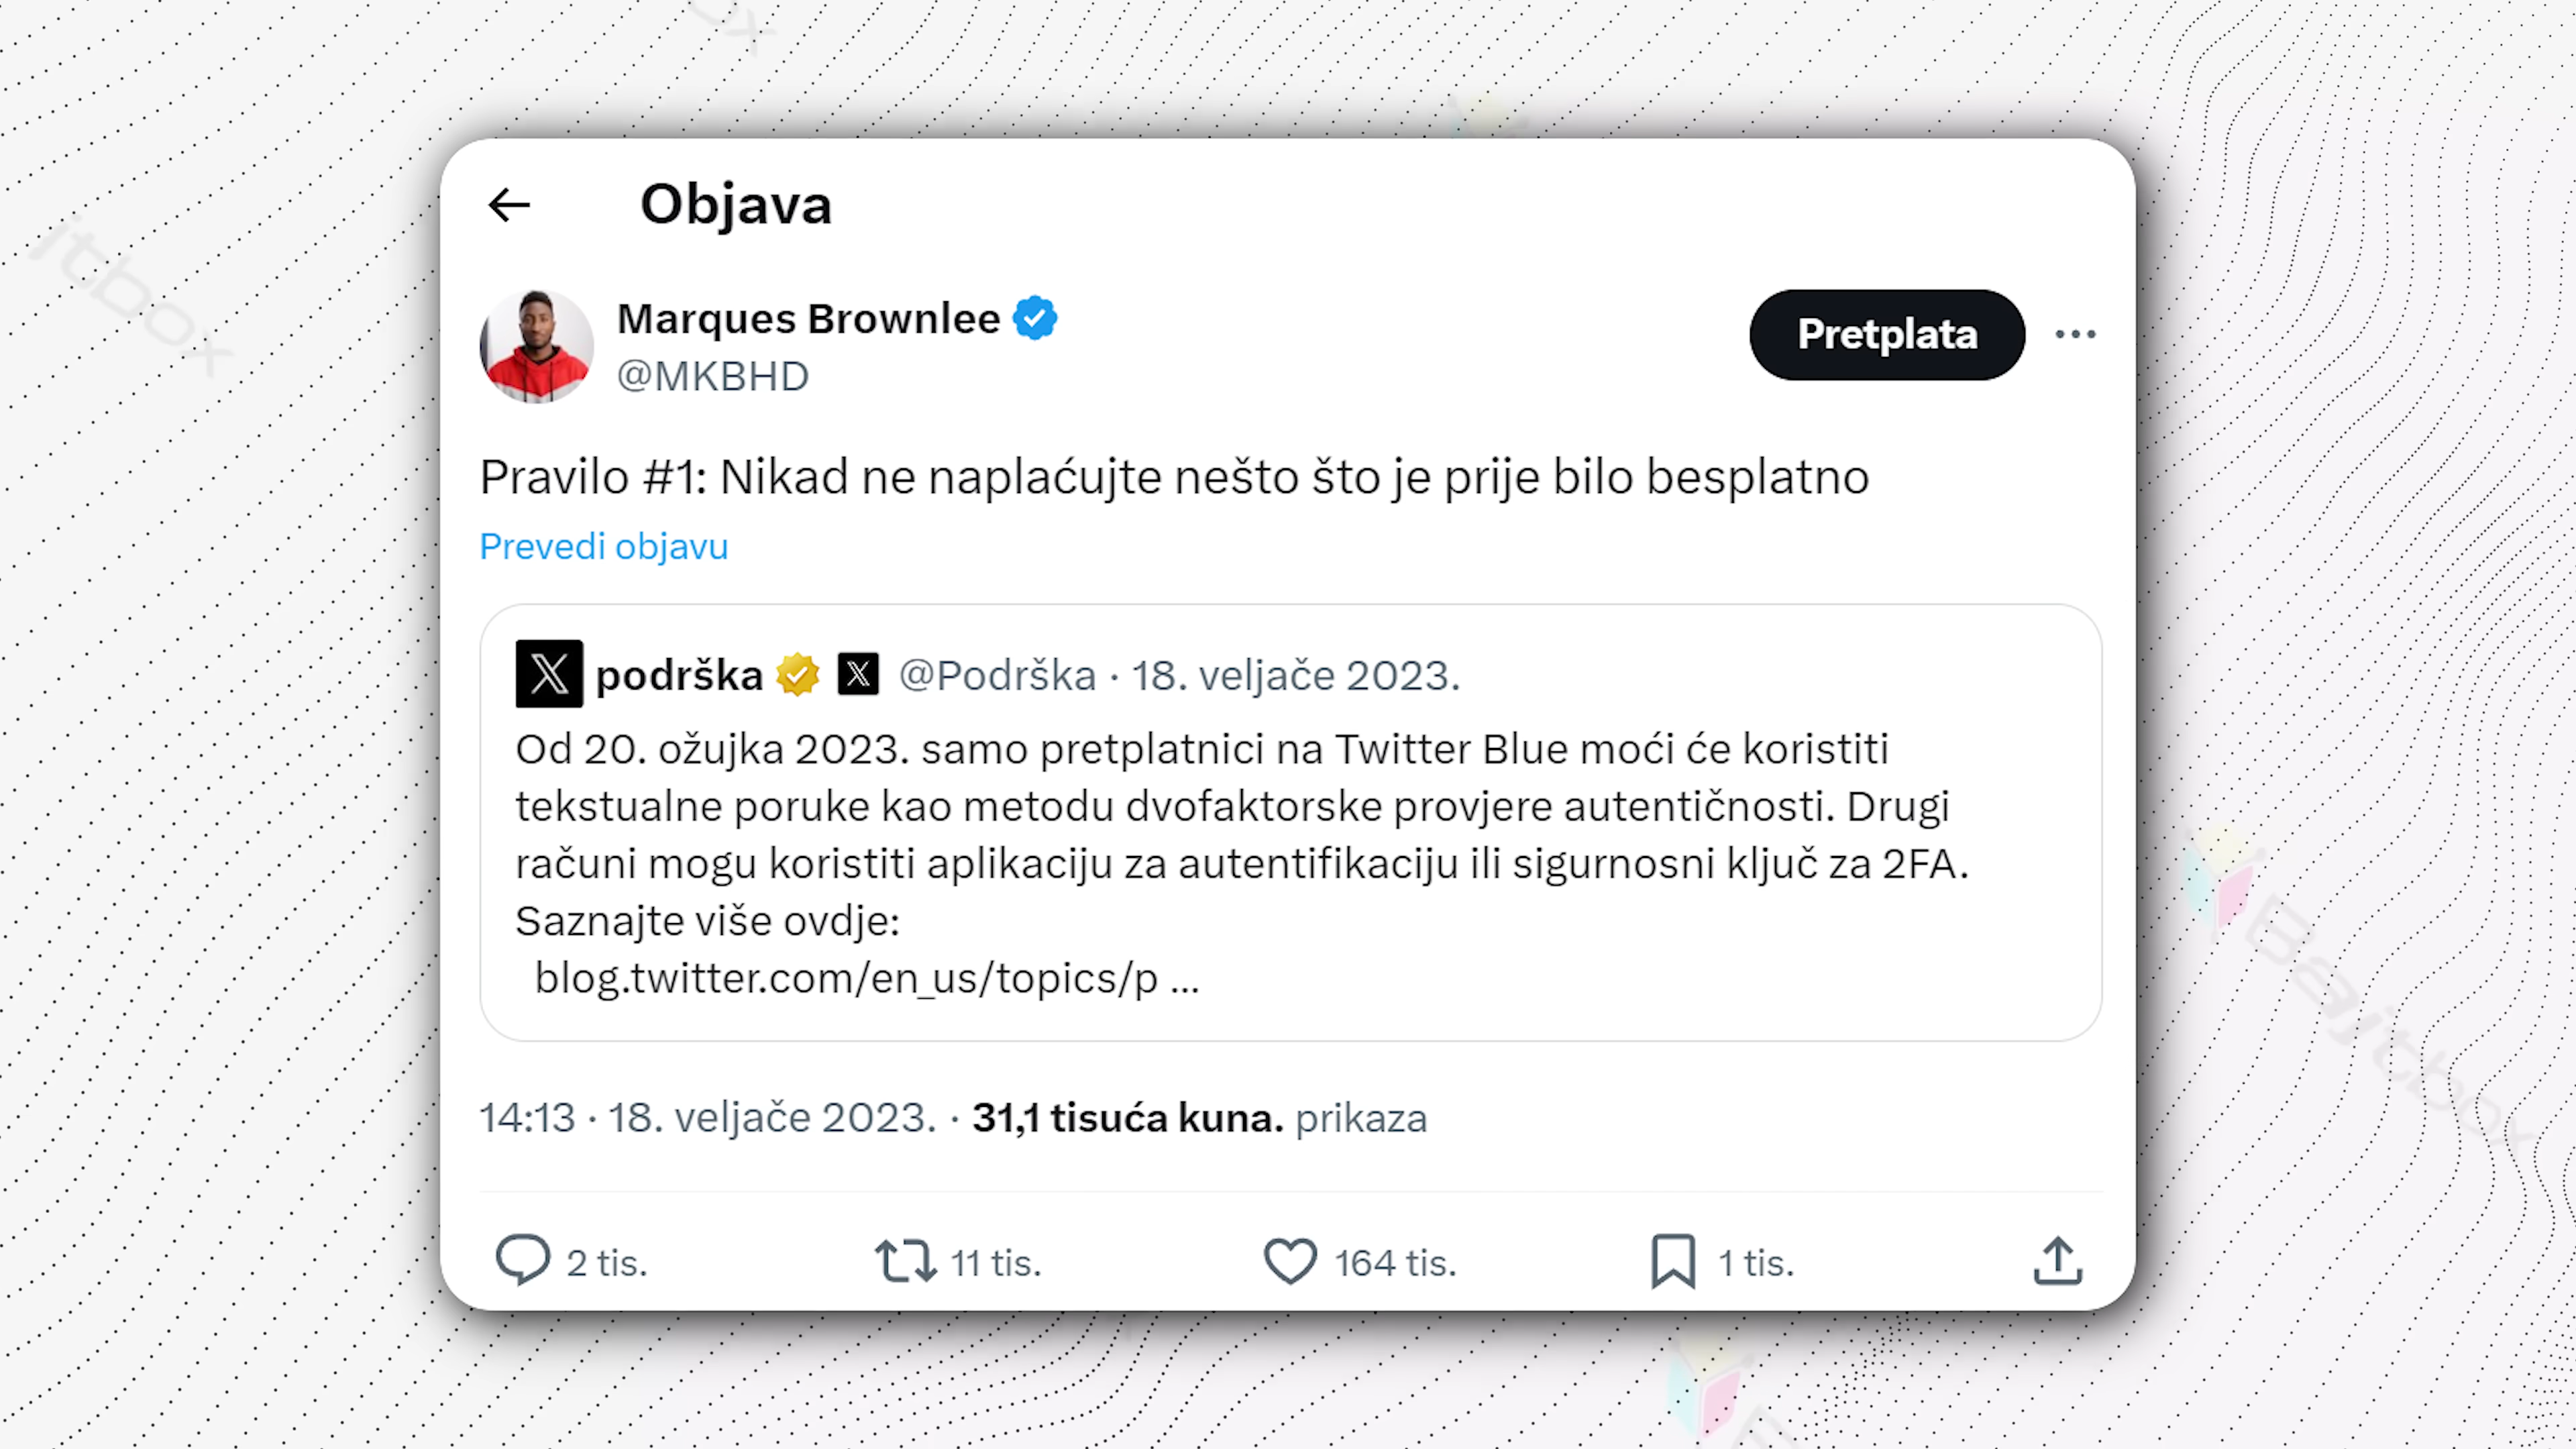 Objava
Marques Brownlee
@MKBHD
Pretplata
Pravilo #1: Nikad ne naplaćujte nešto što je prije bilo besplatno
Prevedi objavu
podrška @Podrška · 18. veljače 2023.
Od 20. ožujka 2023. samo pretplatnici na Twitter Blue moći će koristiti
tekstualne poruke kao metodu dvofaktorske provjere autentičnosti. Drugi
računi mogu koristiti aplikaciju za autentifikaciju ili sigurnosni ključ za 2FA.
Saznajte više ovdje:
blog.twitter.com/en_us/topics/p ...
14:13 · 18. veljače 2023. · 31,1 tisuća kuna. prikaza
2 tis. 11 tis. 164 tis. 1 tis.
Bajtbox